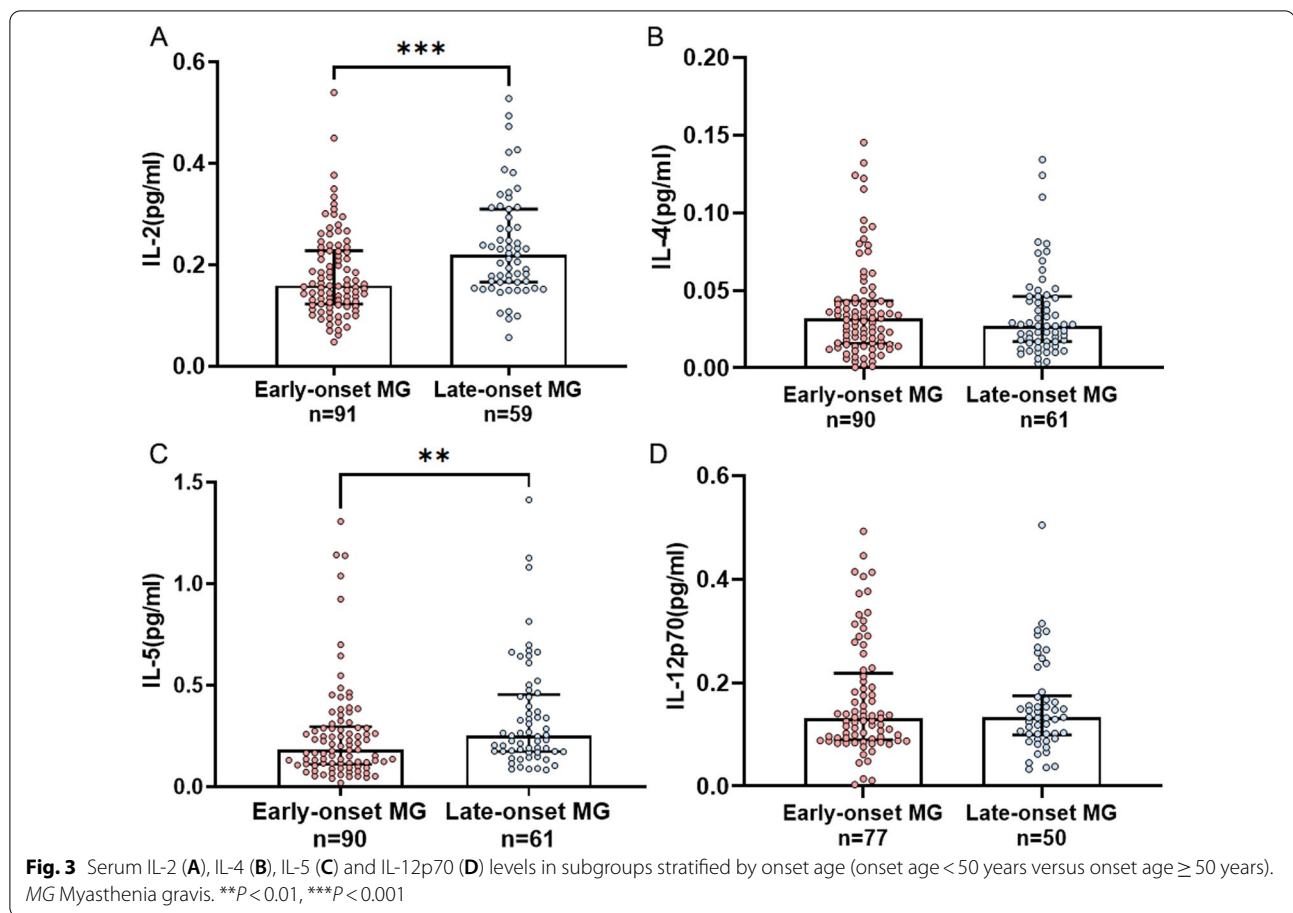 A
***
0.6
0.4
0.2
0.0
IL-2(pg/ml)
Early-onset MG
n=91
Late-onset MG
n=59
B
0.20
0.15
0.10
0.05
0.00
IL-4(pg/ml)
Early-onset MG
n=90
Late-onset MG
n=61
C
**
1.5
1.0
0.5
0.0
IL-5(pg/ml)
Early-onset MG
n=90
Late-onset MG
n=61
D
0.6
0.4
0.2
0.0
IL-12p70(pg/ml)
Early-onset MG
n=77
Late-onset MG
n=50
Fig. 3 Serum IL-2 (A), IL-4 (B), IL-5 (C) and IL-12p70 (D) levels in subgroups stratified by onset age (onset age < 50 years versus onset age ≥ 50 years).
MG Myasthenia gravis. **P < 0.01, ***P < 0.001